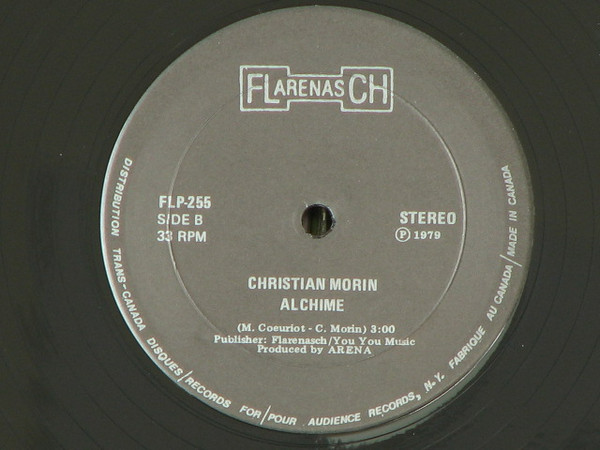 FLARENASCH
FLP-255
SIDE B
33 RPM
STEREO
Ⓟ 1979
CHRISTIAN MORIN
ALCHIME
(M. Coeuriot - C. Morin) 3:00
Publisher: Flarenasch/You You Music
Produced by ARENA
DISTRIBUTION TRANS-CANADA DISQUES/RECORDS FOR/POUR AUDIENCE RECORDS, N.Y. FABRIQUE AU CANADA/MADE IN CANADA